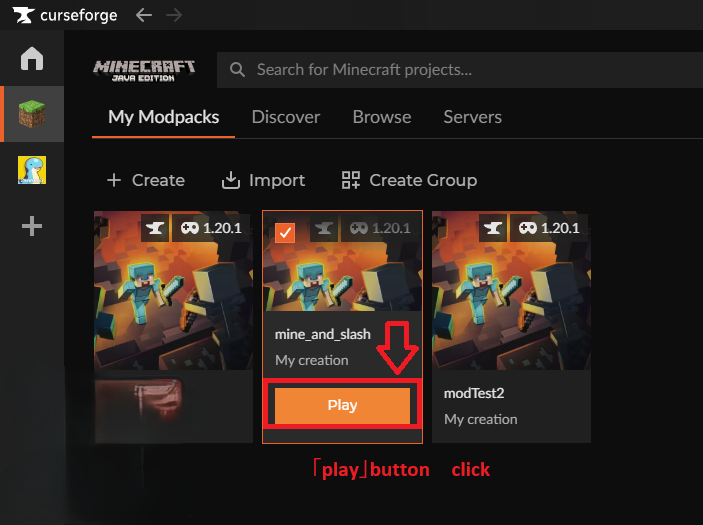 curseforge
MINECRAFT
JAVA EDITION
Search for Minecraft projects...
My Modpacks Discover Browse Servers
Create Import Create Group
1.20.1 1.20.1 1.20.1
mine_and_slash
My creation
Play
modTest2
My creation
「play」button click